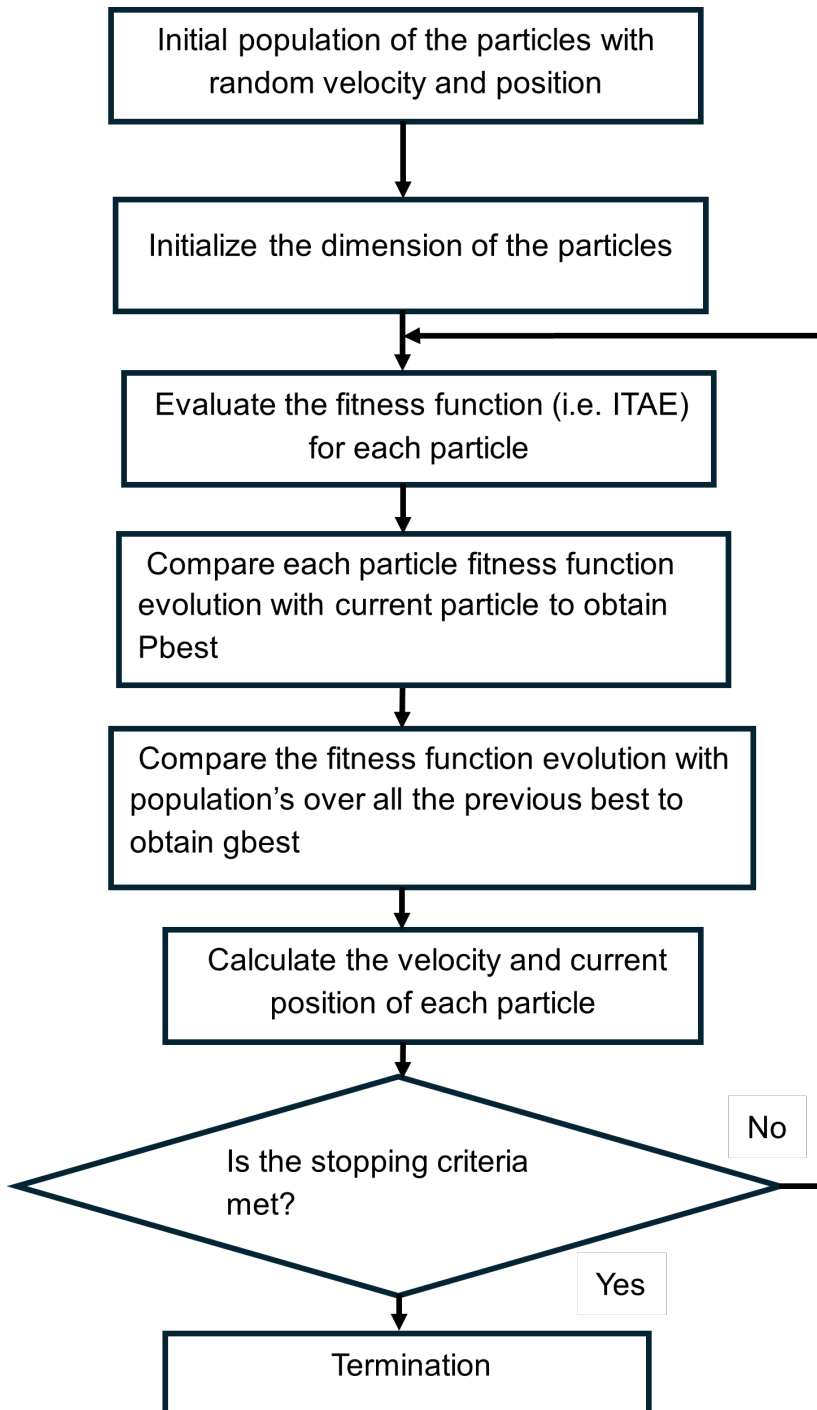 Initial population of the particles with
random velocity and position
Initialize the dimension of the particles
Evaluate the fitness function (i.e. ITAE)
for each particle
Compare each particle fitness function
evolution with current particle to obtain
Pbest
Compare the fitness function evolution with
population’s over all the previous best to
obtain gbest
Calculate the velocity and current
position of each particle
Is the stopping criteria
met?
No
Yes
Termination